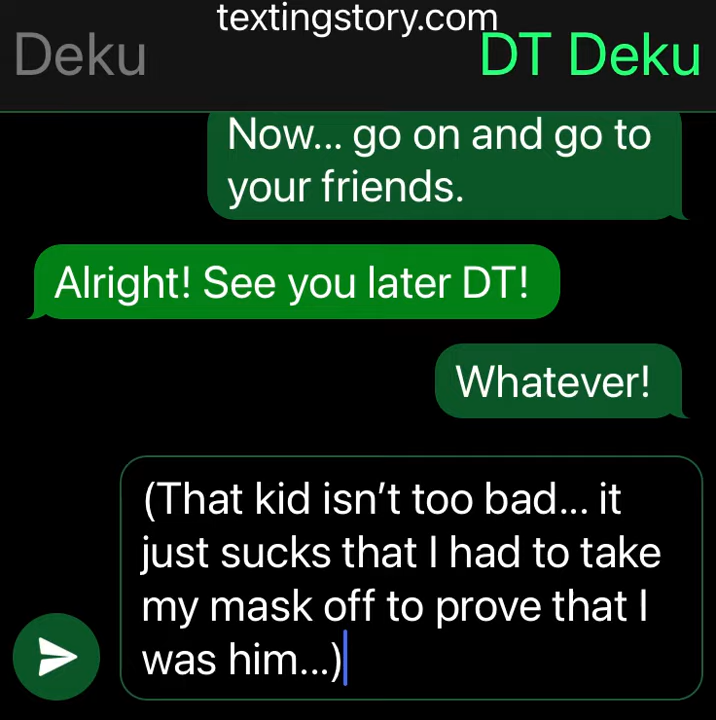 textingstory.com
Deku
DT Deku
Now... go on and go to
your friends.
Alright! See you later DT!
Whatever!
(That kid isn’t too bad... it
just sucks that I had to take
my mask off to prove that I
was him...)